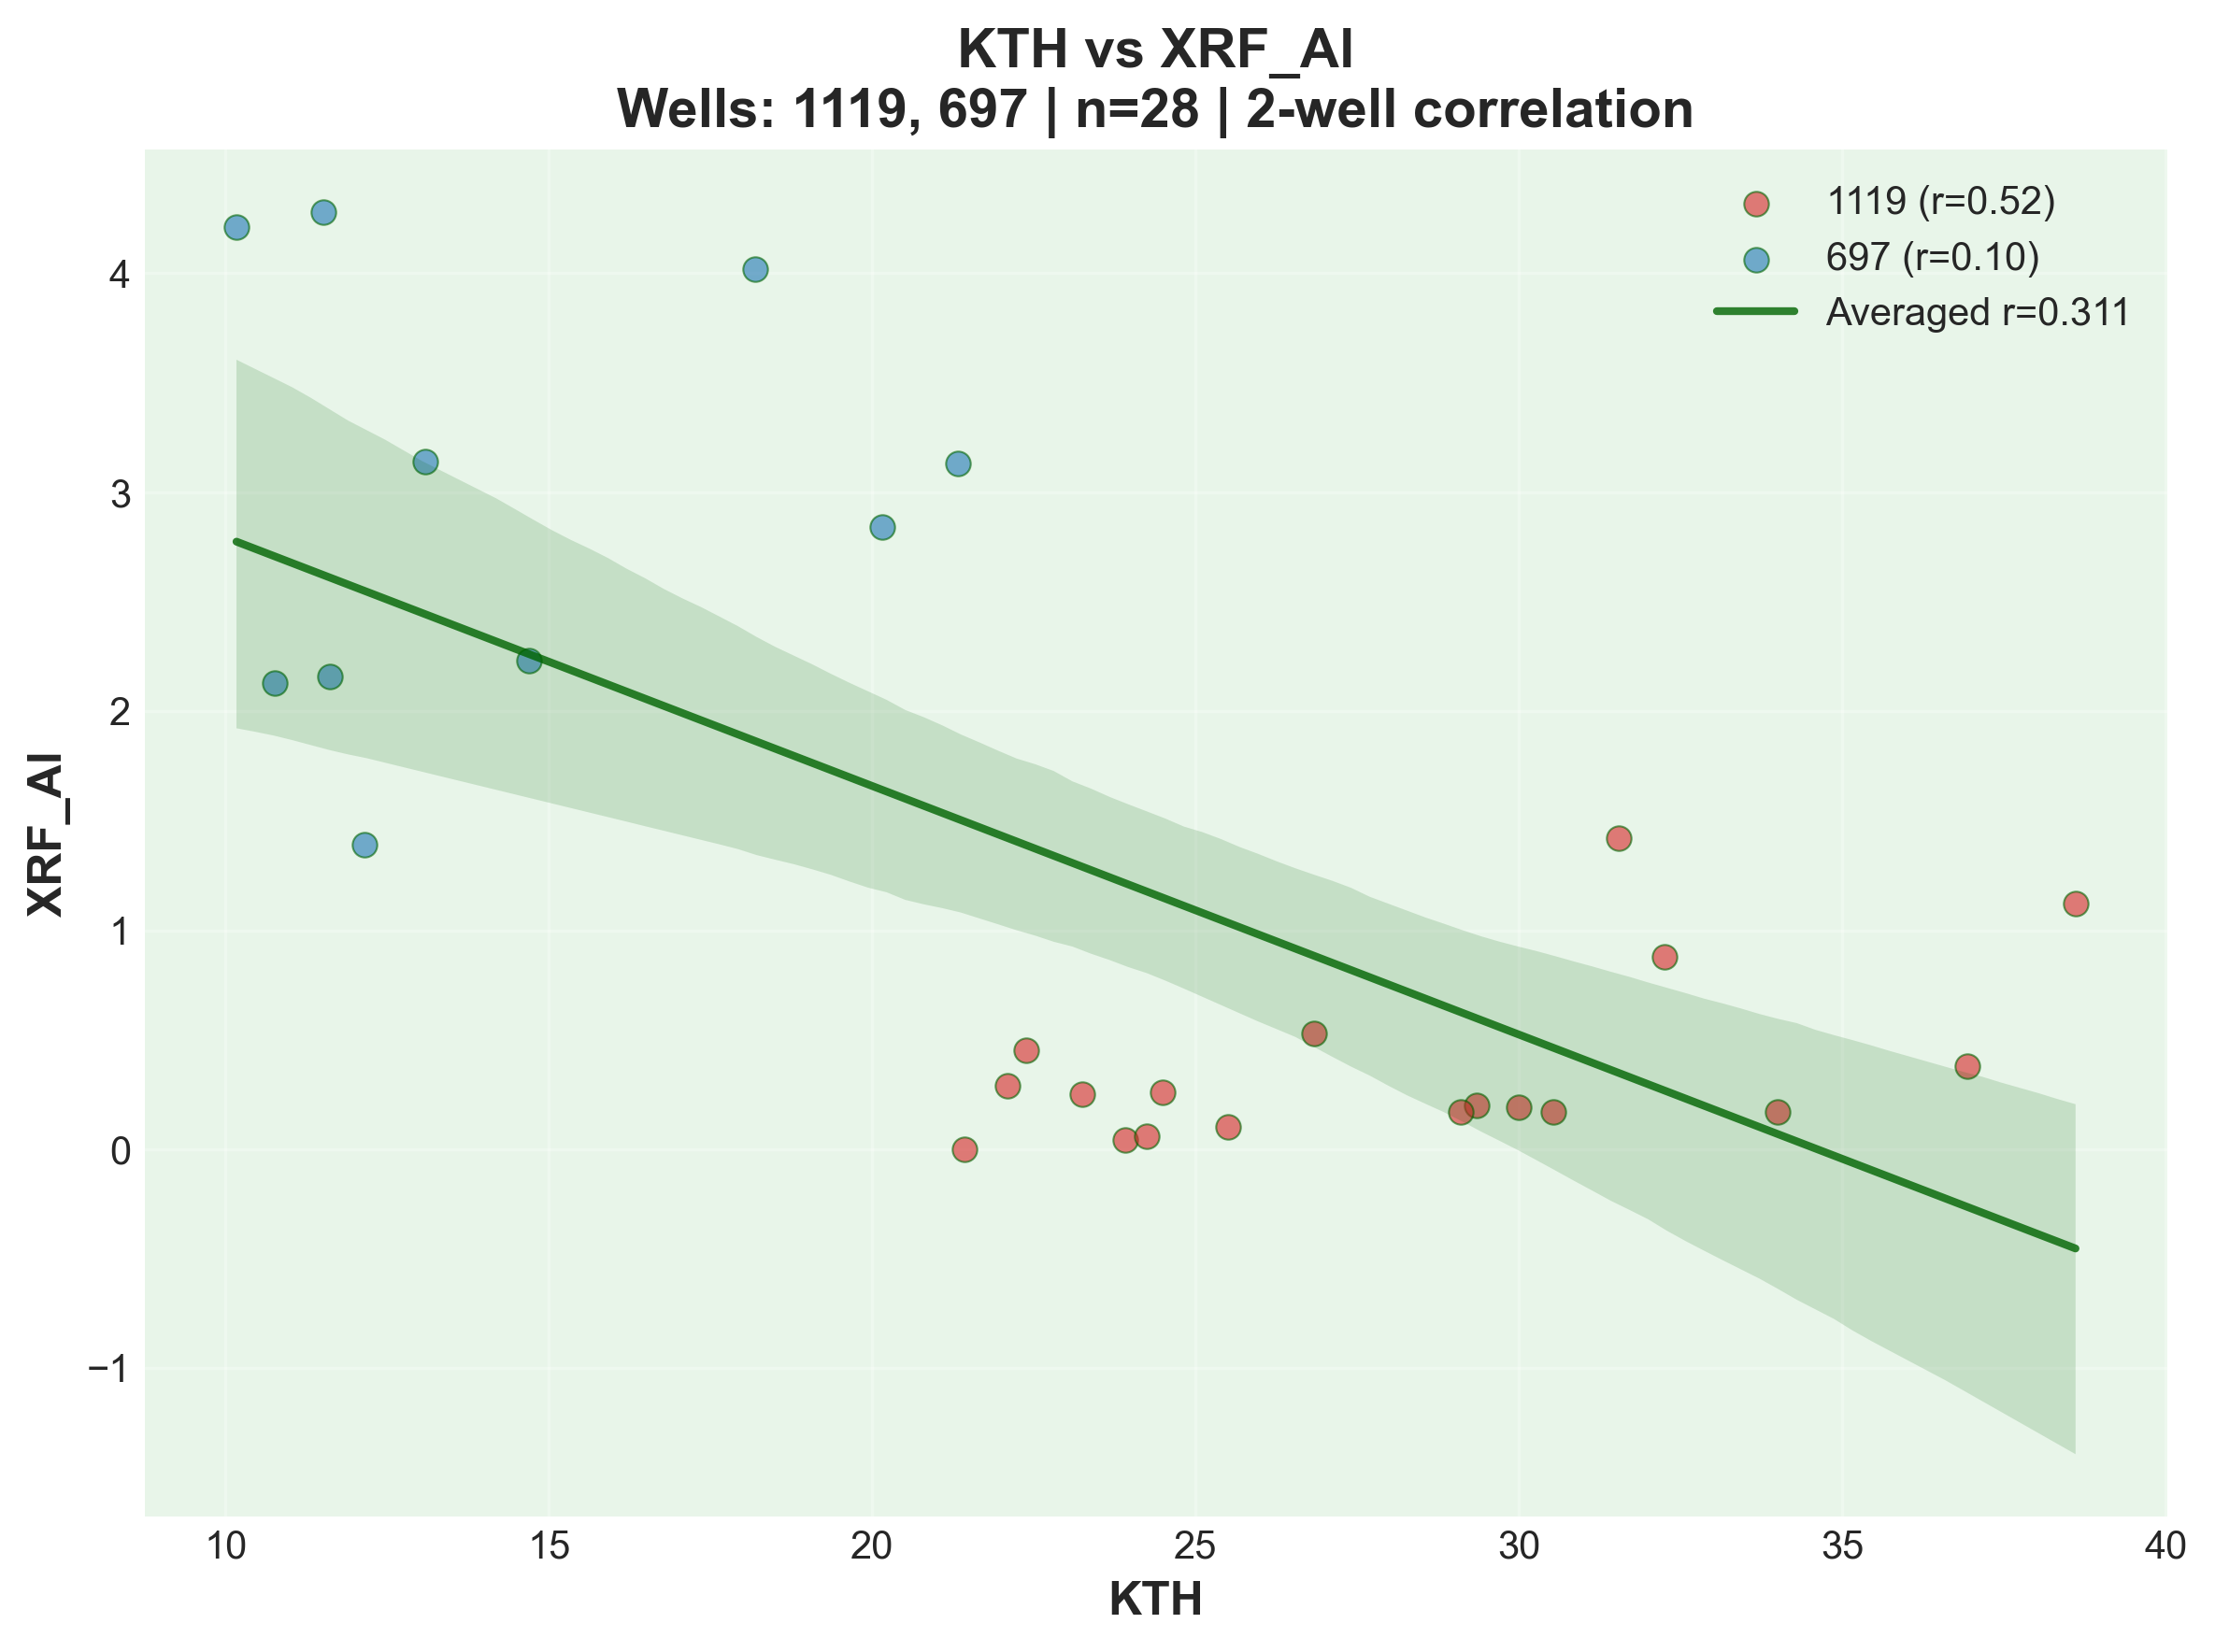 KTH vs XRF_Al
Wells: 1119, 697 | n=28 | 2-well correlation
1119 (r=0.52)
697 (r=0.10)
Averaged r=0.311
XRF_Al
4
3
2
1
0
−1
10
15
20
25
30
35
40
KTH